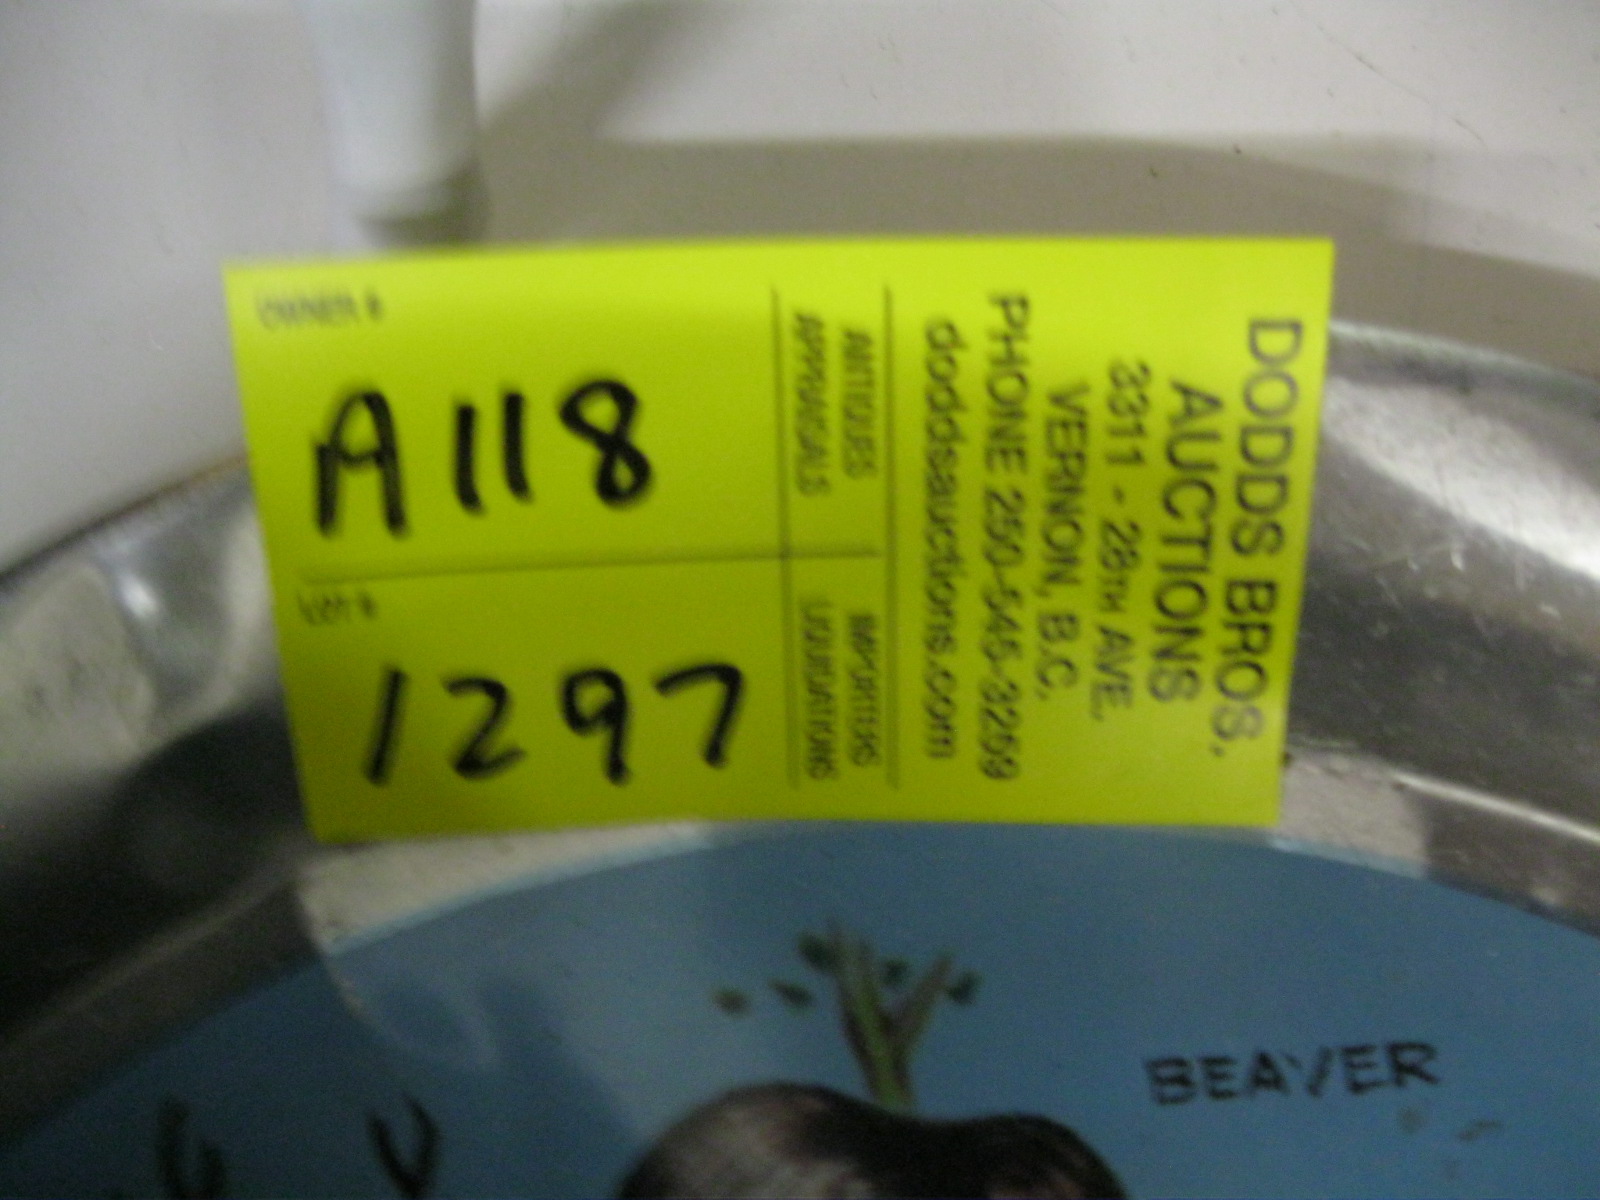 OWNER #
A118
LOT #
1297
ANTIQUES
APPRAISALS
IMPORTERS
LIQUIDATIONS
DODDS BROS.
AUCTIONS
3311 - 28TH AVE.
VERNON, B.C.
PHONE 250-545-3259
doddsauctions.com
BEAVER